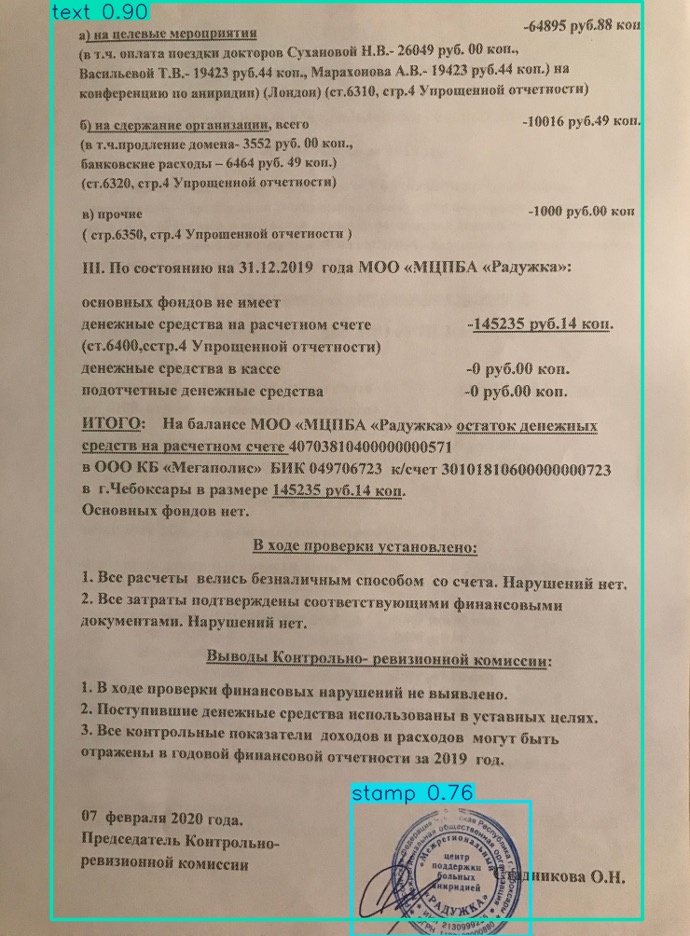 text 0.90
а) на целевые мероприятия -64895 руб.88 коп
(в т.ч. оплата поездки докторов Сухановой Н.В.- 26049 руб. 00 коп.,
Васильевой Т.В.- 19423 руб.44 коп., Марахонова А.В.- 19423 руб.44 коп.) на
конференцию по аниридии) (Лондон) (ст.6310, стр.4 Упрощенной отчетности)
б) на сдержание организации, всего -10016 руб.49 коп.
(в т.ч.продление домена- 3552 руб. 00 коп.,
банковские расходы – 6464 руб. 49 коп.)
(ст.6320, стр.4 Упрощенной отчетности)
в) прочие -1000 руб.00 коп
( стр.6350, стр.4 Упрощенной отчетности )
III. По состоянию на 31.12.2019 года МОО «МЦПБА «Радужка»:
основных фондов не имеет
денежные средства на расчетном счете -145235 руб.14 коп.
(ст.6400,сстр.4 Упрощенной отчетности)
денежные средства в кассе -0 руб.00 коп.
подотчетные денежные средства -0 руб.00 коп.
ИТОГО: На балансе МОО «МЦПБА «Радужка» остаток денежных
средств на расчетном счете 40703810400000000571
в ООО КБ «Мегаполис» БИК 049706723 к/счет 30101810600000000723
в г.Чебоксары в размере 145235 руб.14 коп.
Основных фондов нет.
В ходе проверки установлено:
1. Все расчеты велись безналичным способом со счета. Нарушений нет.
2. Все затраты подтверждены соответствующими финансовыми
документами. Нарушений нет.
Выводы Контрольно- ревизионной комиссии:
1. В ходе проверки финансовых нарушений не выявлено.
2. Поступившие денежные средства использованы в уставных целях.
3. Все контрольные показатели доходов и расходов могут быть
отражены в годовой финансовой отчетности за 2019 год.
stamp 0.76
07 февраля 2020 года.
Председатель Контрольно-
ревизионной комиссии
Стадникова О.Н.
Межрегиональная общественная организация
«Межрегиональный
центр
поддержки
больных
аниридией
«РАДУЖКА»